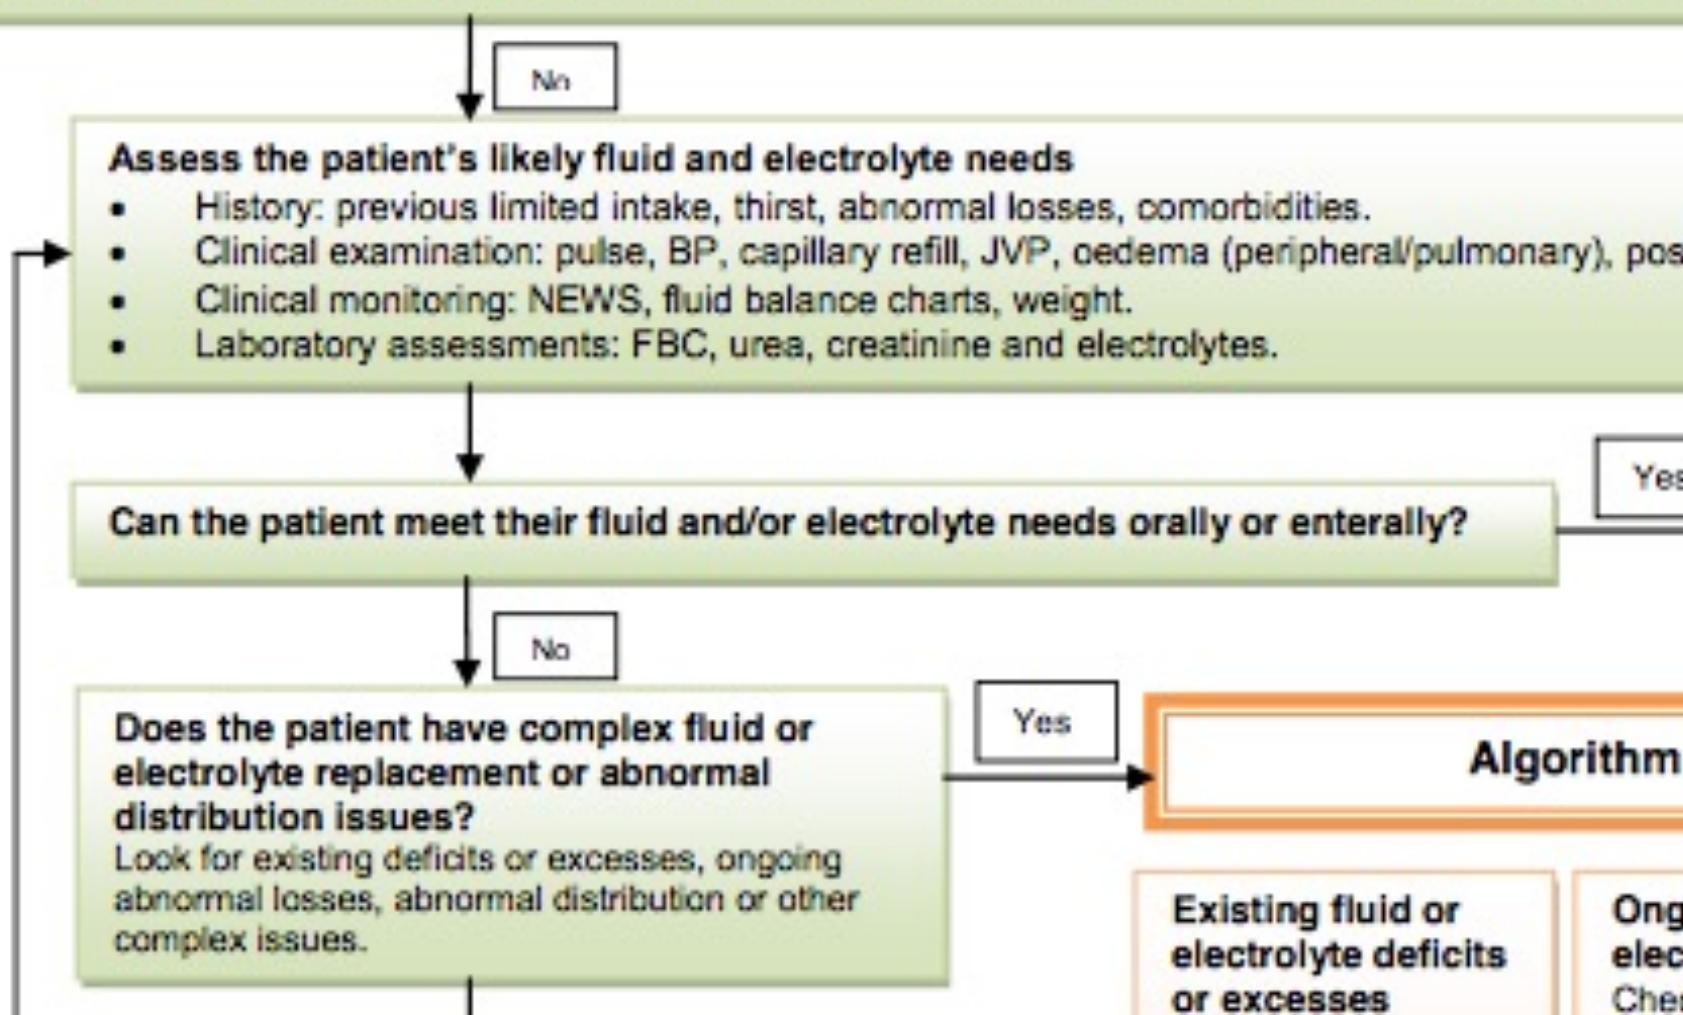 No
Assess the patient's likely fluid and electrolyte needs
• History: previous limited intake, thirst, abnormal losses, comorbidities.
• Clinical examination: pulse, BP, capillary refill, JVP, oedema (peripheral/pulmonary), pos
• Clinical monitoring: NEWS, fluid balance charts, weight.
• Laboratory assessments: FBC, urea, creatinine and electrolytes.
Yes
Can the patient meet their fluid and/or electrolyte needs orally or enterally?
No
Does the patient have complex fluid or
electrolyte replacement or abnormal
distribution issues?
Look for existing deficits or excesses, ongoing
abnormal losses, abnormal distribution or other
complex issues.
Yes
Algorithm
Existing fluid or
electrolyte deficits
or excesses
Ong
elec
Chec